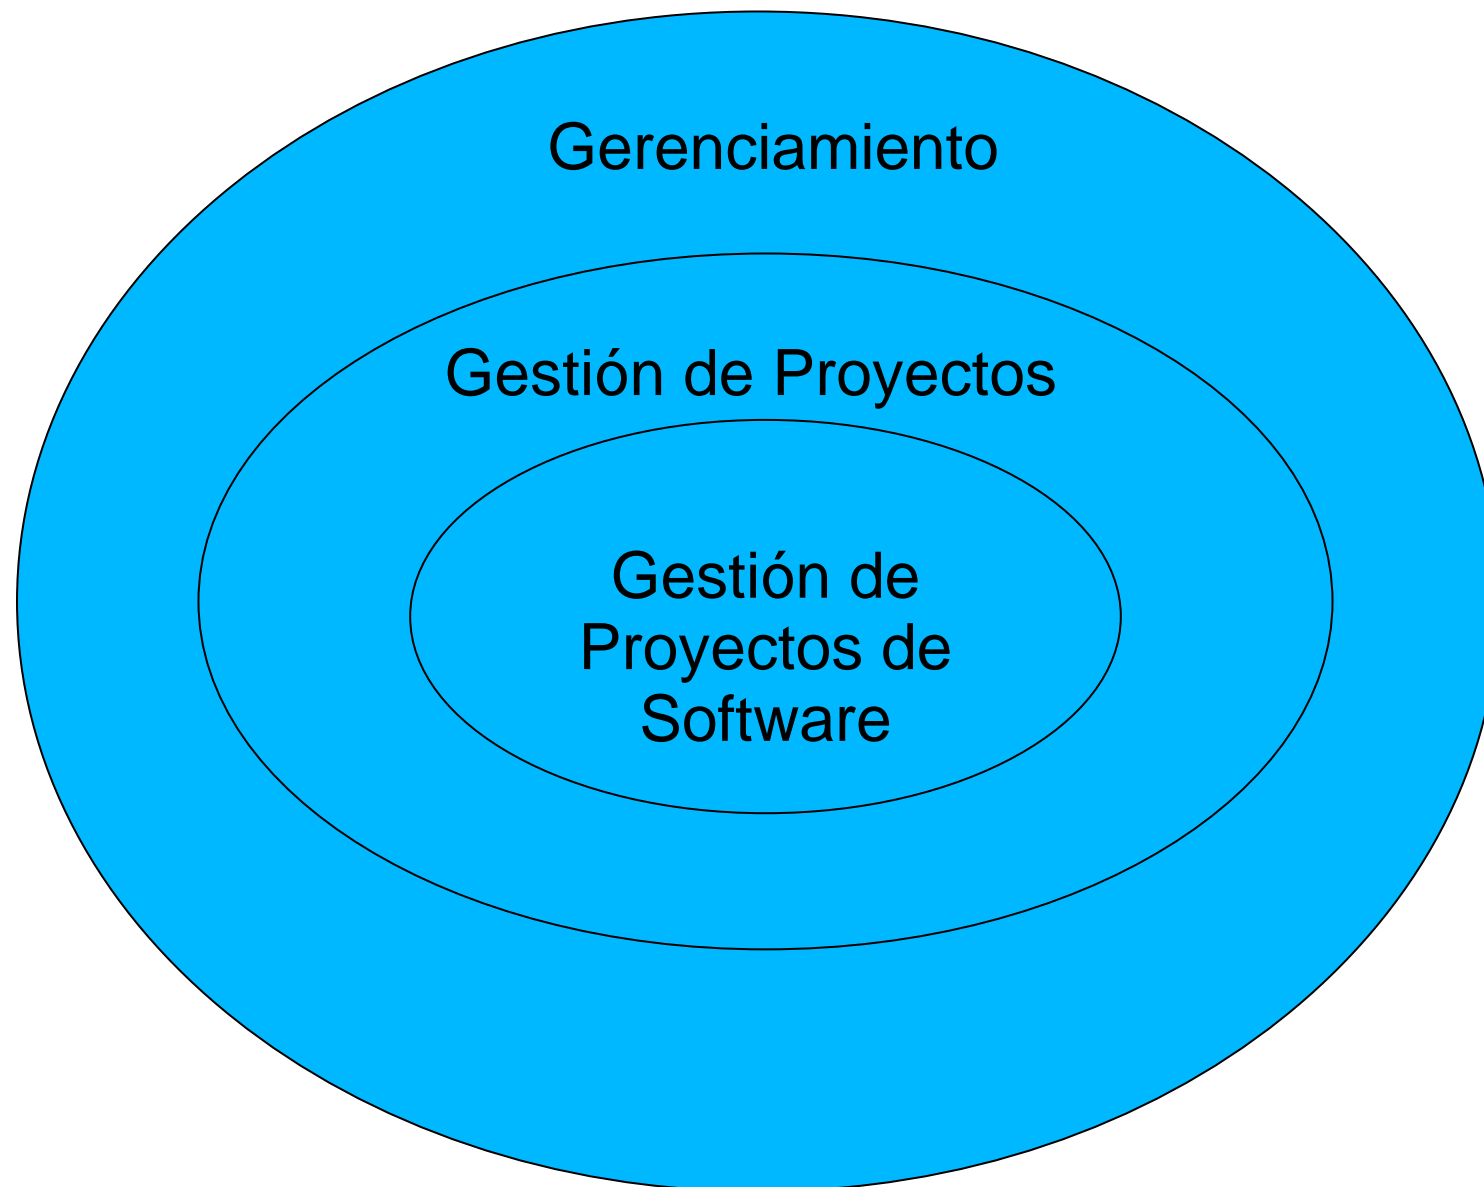 Gerenciamiento
Gestión de Proyectos
Gestión de
Proyectos de
Software